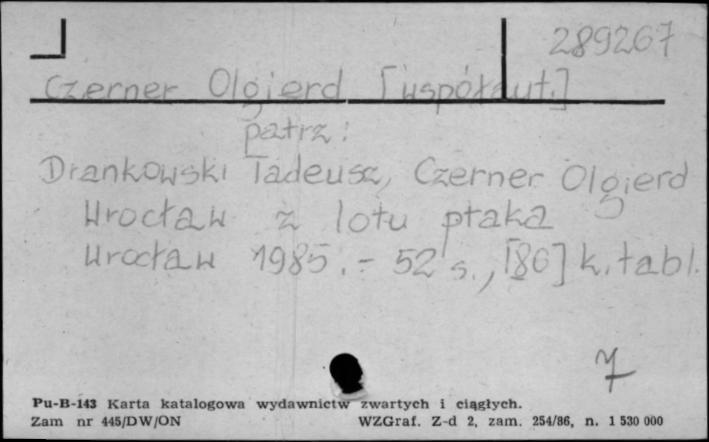 289267
Czerner Olgierd [współaut.]
patrz:
Drankowski Tadeusz, Czerner Olgierd
Wrocław z lotu ptaka
Wrocław 1985.- 52 s., [80] k. tabl.
7
Pu-B-143 Karta katalogowa wydawnictw zwartych i ciągłych.
Zam nr 445/DW/ON WZGraf. Z-d 2, zam. 254/86, n. 1 530 000